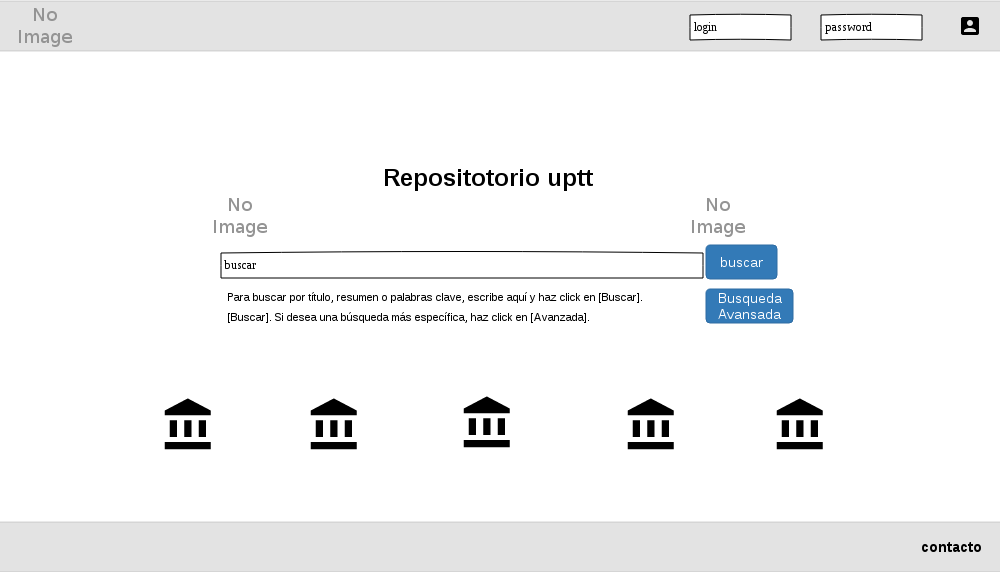 No
Image
login
password
Repositotorio uptt
No
Image
No
Image
buscar
buscar
Para buscar por título, resumen o palabras clave, escribe aquí y haz click en [Buscar].
[Buscar]. Si desea una búsqueda más específica, haz click en [Avanzada].
Busqueda
Avansada
contacto